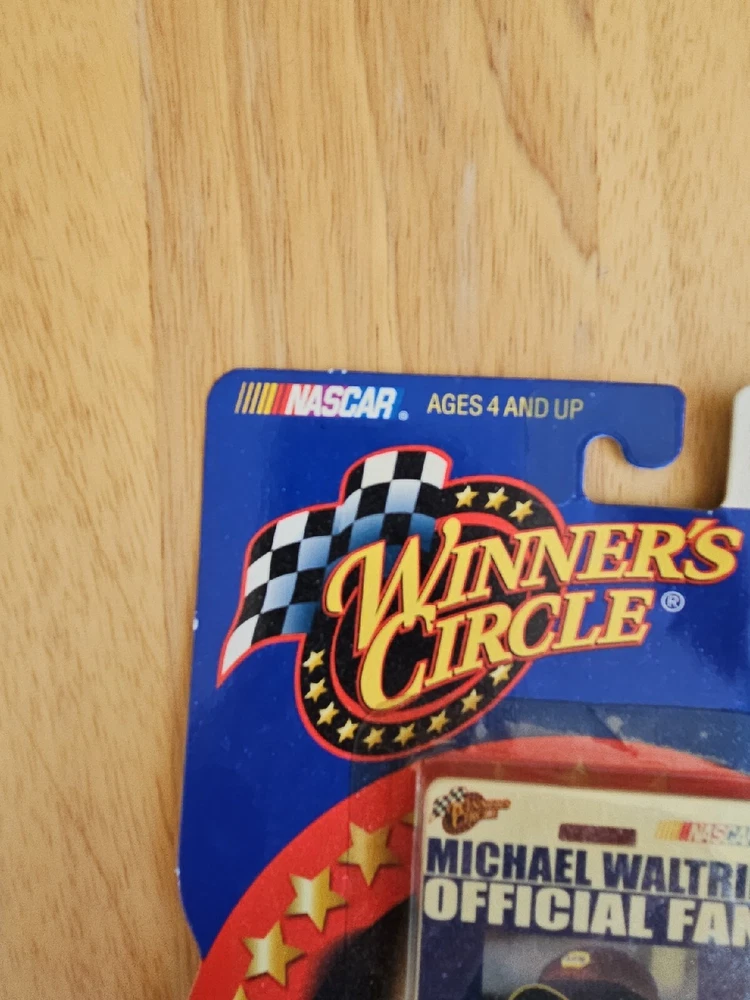 NASCAR. AGES 4 AND UP
WINNER'S
CIRCLE ®
NASCAR
MICHAEL WALTRI
OFFICIAL FAN